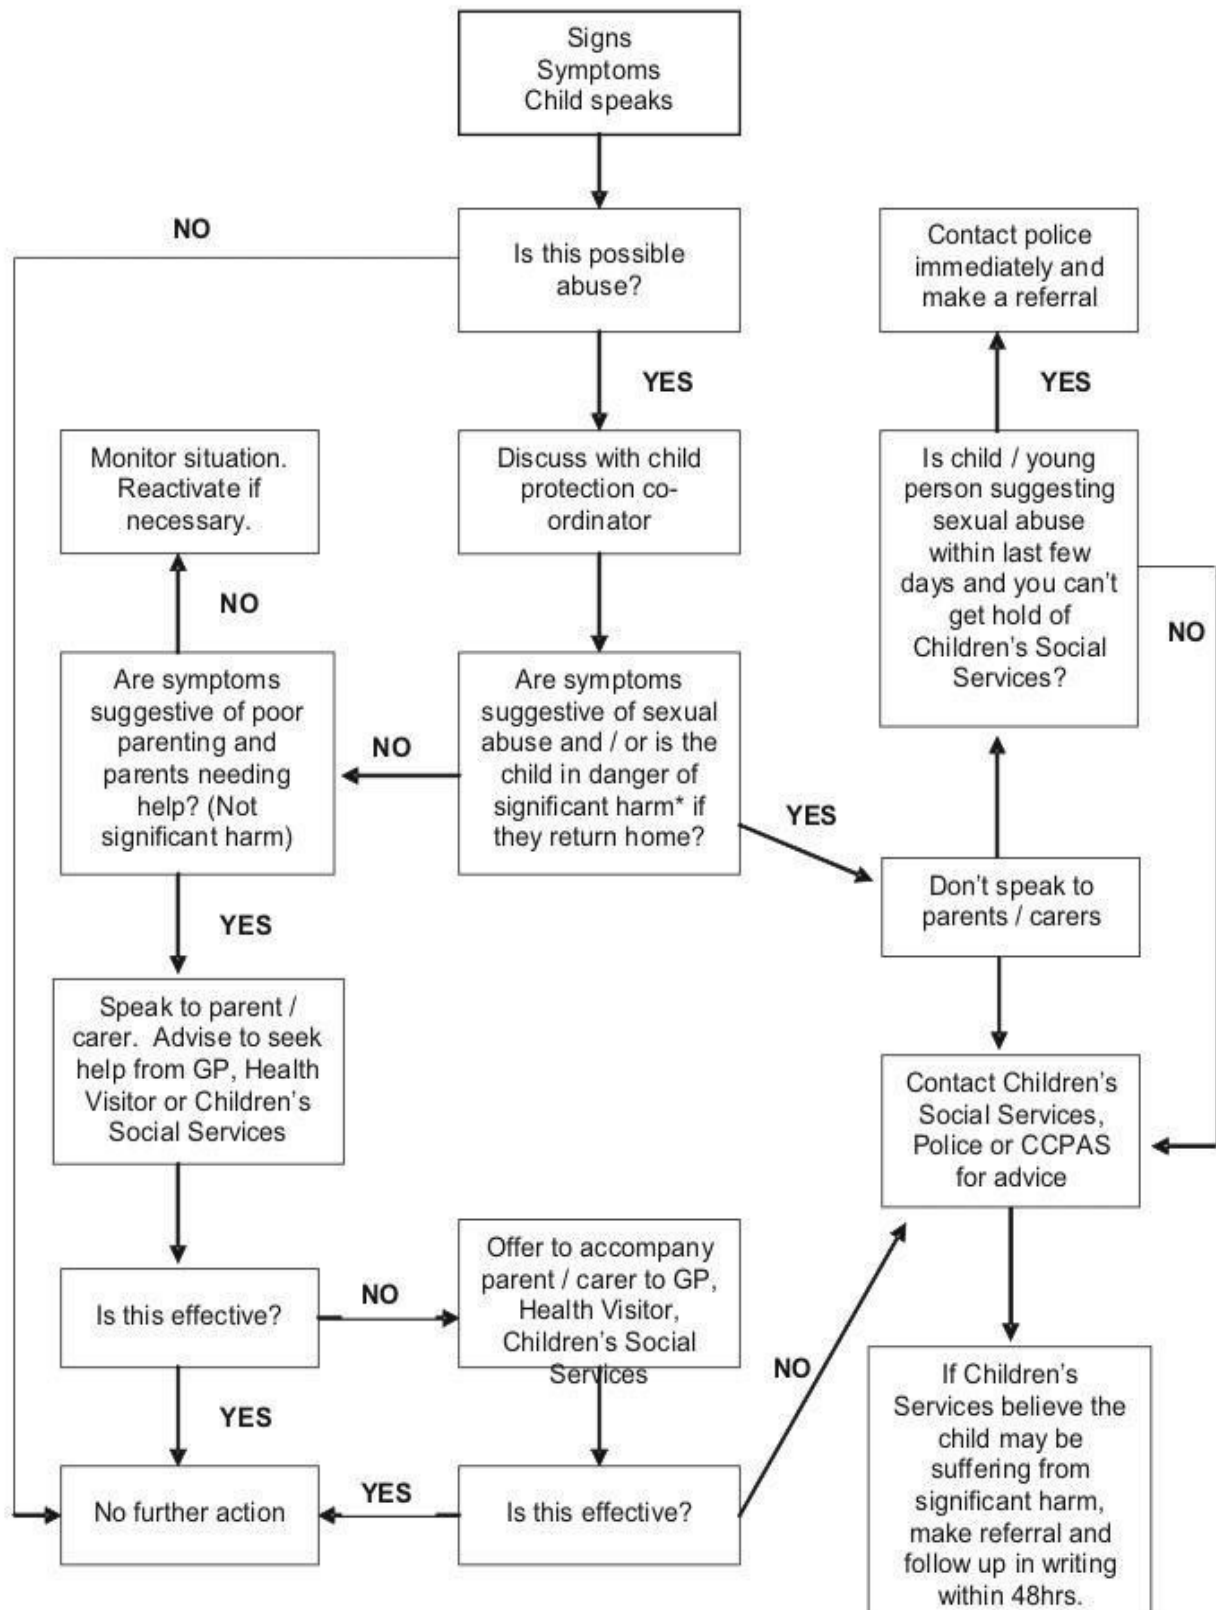 Signs
Symptoms
Child speaks
NO
Is this possible
abuse?
Contact police
immediately and
make a referral
YES
YES
Monitor situation.
Reactivate if
necessary.
Discuss with child
protection co-
ordinator
Is child / young
person suggesting
sexual abuse
within last few
days and you can't
get hold of
Children's Social
Services?
NO
NO
Are symptoms
suggestive of poor
parenting and
parents needing
help? (Not
significant harm)
NO
Are symptoms
suggestive of sexual
abuse and / or is the
child in danger of
significant harm* if
they return home?
YES
Don't speak to
parents / carers
YES
Speak to parent /
carer. Advise to seek
help from GP, Health
Visitor or Children's
Social Services
Contact Children's
Social Services,
Police or CCPAS
for advice
Is this effective?
NO
Offer to accompany
parent / carer to GP,
Health Visitor,
Children's Social
Services
NO
YES
If Children's
Services believe the
child may be
suffering from
significant harm,
make referral and
follow up in writing
within 48hrs.
No further action
YES
Is this effective?